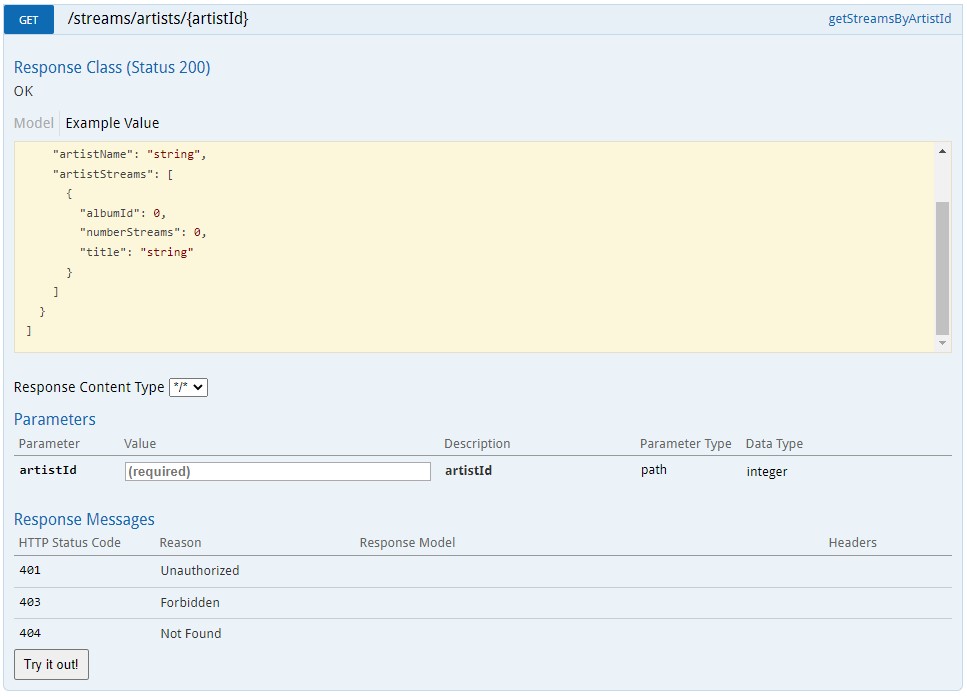 GET /streams/artists/{artistId} getStreamsByArtistId
Response Class (Status 200)
OK
Model Example Value
"artistName": "string",
"artistStreams": [
{
"albumId": 0,
"numberStreams": 0,
"title": "string"
}
]
}
]
Response Content Type */*
Parameters
Parameter Value Description Parameter Type Data Type
artistId (required) artistId path integer
Response Messages
HTTP Status Code Reason Response Model Headers
401 Unauthorized
403 Forbidden
404 Not Found
Try it out!